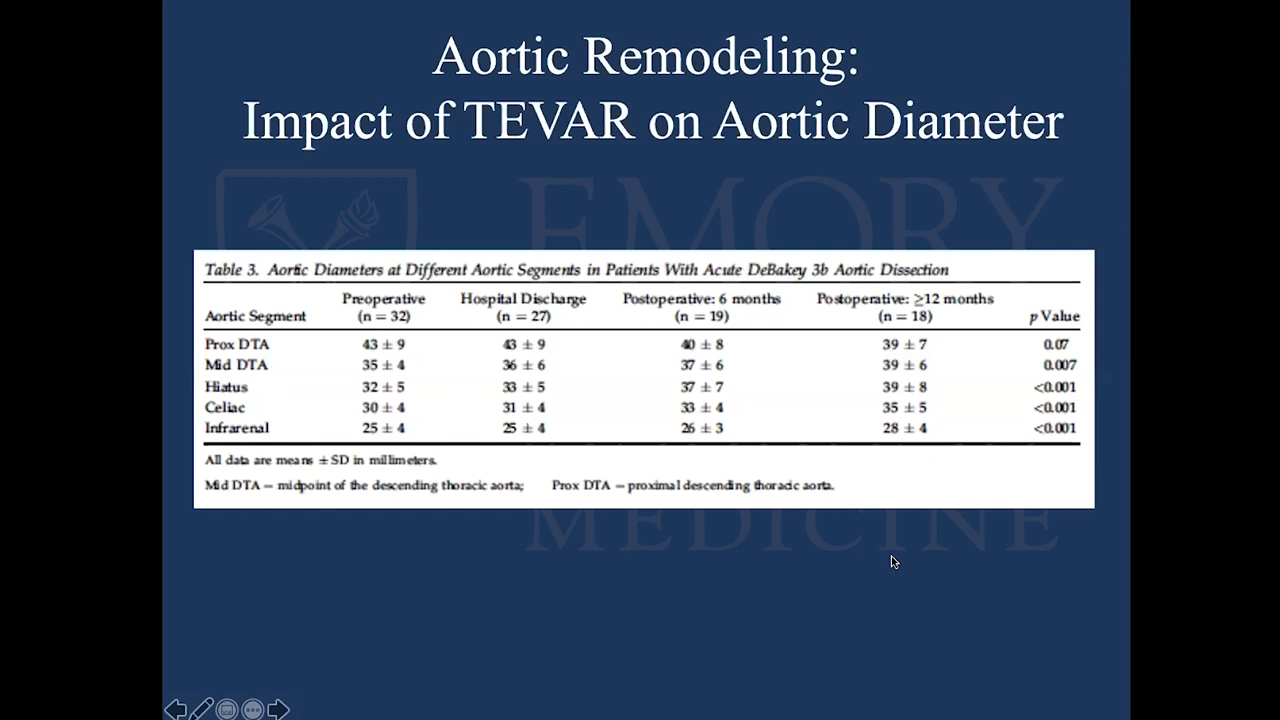 Aortic Remodeling:
Impact of TEVAR on Aortic Diameter
EMORY
Table 3. Aortic Diameters at Different Aortic Segments in Patients With Acute DeBakey 3b Aortic Dissection
Aortic Segment Preoperative (n = 32) Hospital Discharge (n = 27) Postoperative: 6 months (n = 19) Postoperative: ≥12 months (n = 18) p Value
Prox DTA 43 ± 9 43 ± 9 40 ± 8 39 ± 7 0.07
Mid DTA 35 ± 4 36 ± 6 37 ± 6 39 ± 6 0.007
Hiatus 32 ± 5 33 ± 5 37 ± 7 39 ± 8 <0.001
Celiac 30 ± 4 31 ± 4 33 ± 4 35 ± 5 <0.001
Infrarenal 25 ± 4 25 ± 4 26 ± 3 28 ± 4 <0.001
All data are means ± SD in millimeters.
Mid DTA = midpoint of the descending thoracic aorta; Prox DTA = proximal descending thoracic aorta.
MEDICINE